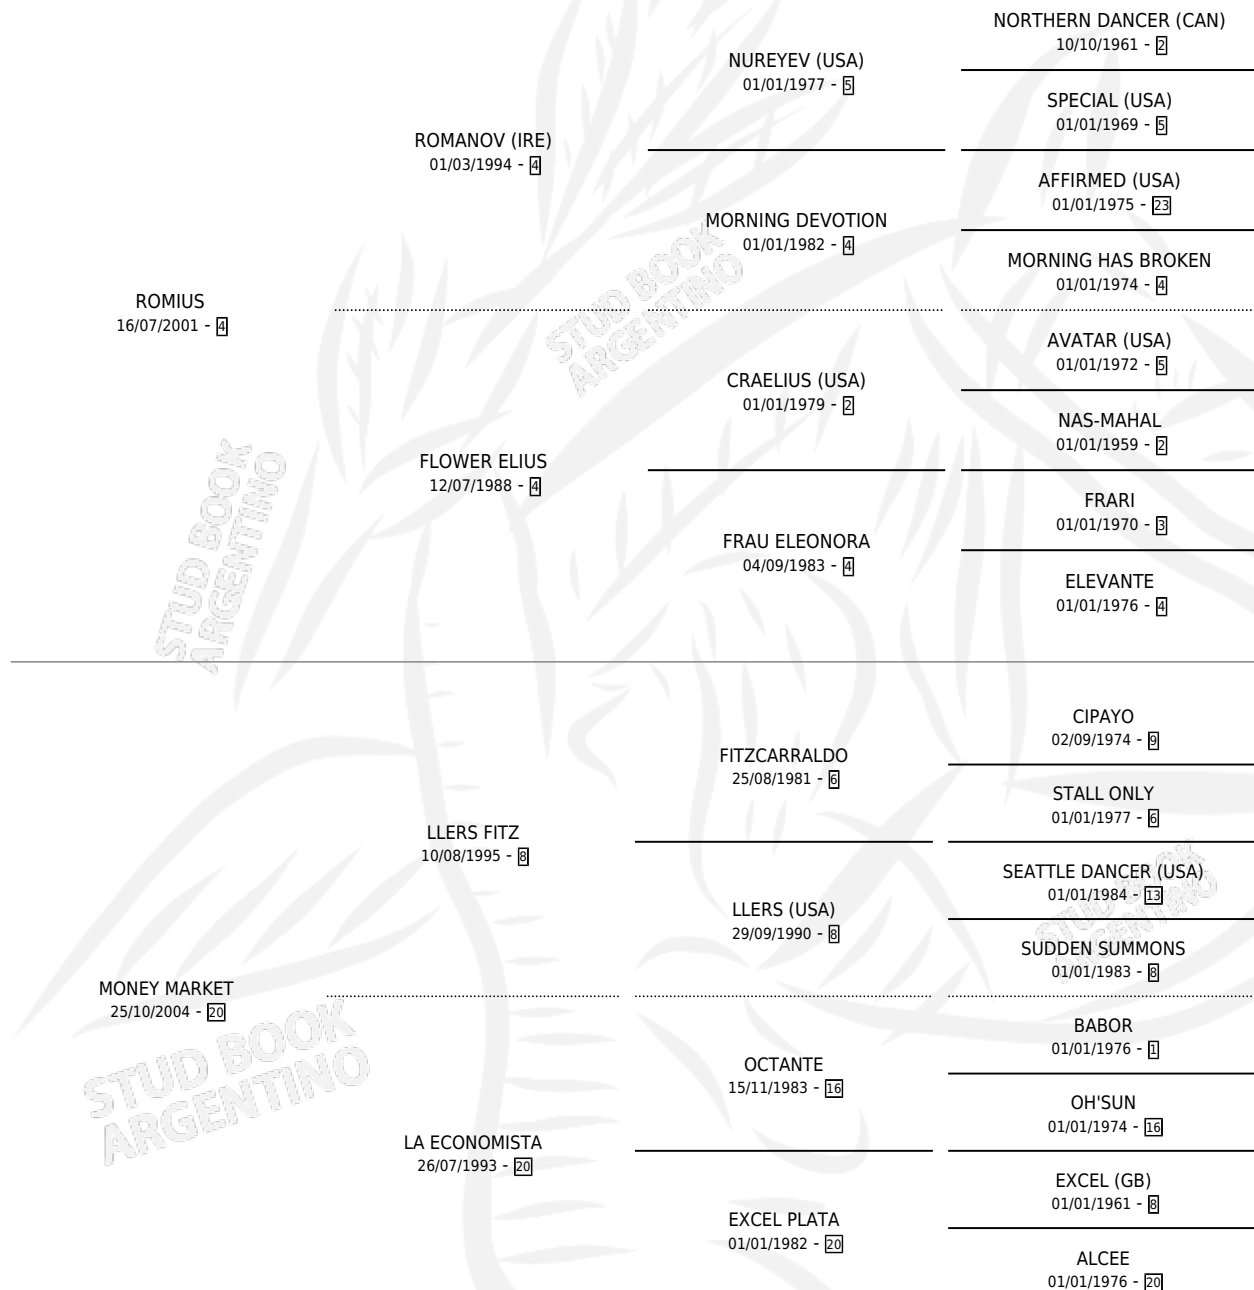 NORTHERN DANCER (CAN)
10/10/1961 - 2
NUREYEV (USA)
01/01/1977 - 5
SPECIAL (USA)
01/01/1969 - 5
ROMANOV (IRE)
01/03/1994 - 4
AFFIRMED (USA)
01/01/1975 - 23
MORNING DEVOTION
01/01/1982 - 4
MORNING HAS BROKEN
01/01/1974 - 4
ROMIUS
16/07/2001 - 4
AVATAR (USA)
01/01/1972 - 5
CRAELIUS (USA)
01/01/1979 - 2
NAS-MAHAL
01/01/1959 - 2
FLOWER ELIUS
12/07/1988 - 4
FRARI
01/01/1970 - 3
FRAU ELEONORA
04/09/1983 - 4
ELEVANTE
01/01/1976 - 4
CIPAYO
02/09/1974 - 9
FITZCARRALDO
25/08/1981 - 6
STALL ONLY
01/01/1977 - 6
LLERS FITZ
10/08/1995 - 8
SEATTLE DANCER (USA)
01/01/1984 - 13
LLERS (USA)
29/09/1990 - 8
SUDDEN SUMMONS
01/01/1983 - 8
MONEY MARKET
25/10/2004 - 20
BABOR
01/01/1976 - 1
OCTANTE
15/11/1983 - 16
OH'SUN
01/01/1974 - 16
LA ECONOMISTA
26/07/1993 - 20
EXCEL (GB)
01/01/1961 - 8
EXCEL PLATA
01/01/1982 - 20
ALCEE
01/01/1976 - 20
STUD BOOK
ARGENTINO
STUD BOOK
ARGENTINO
STUD BOOK
ARGENTINO
STUD BOOK
ARGENTINO